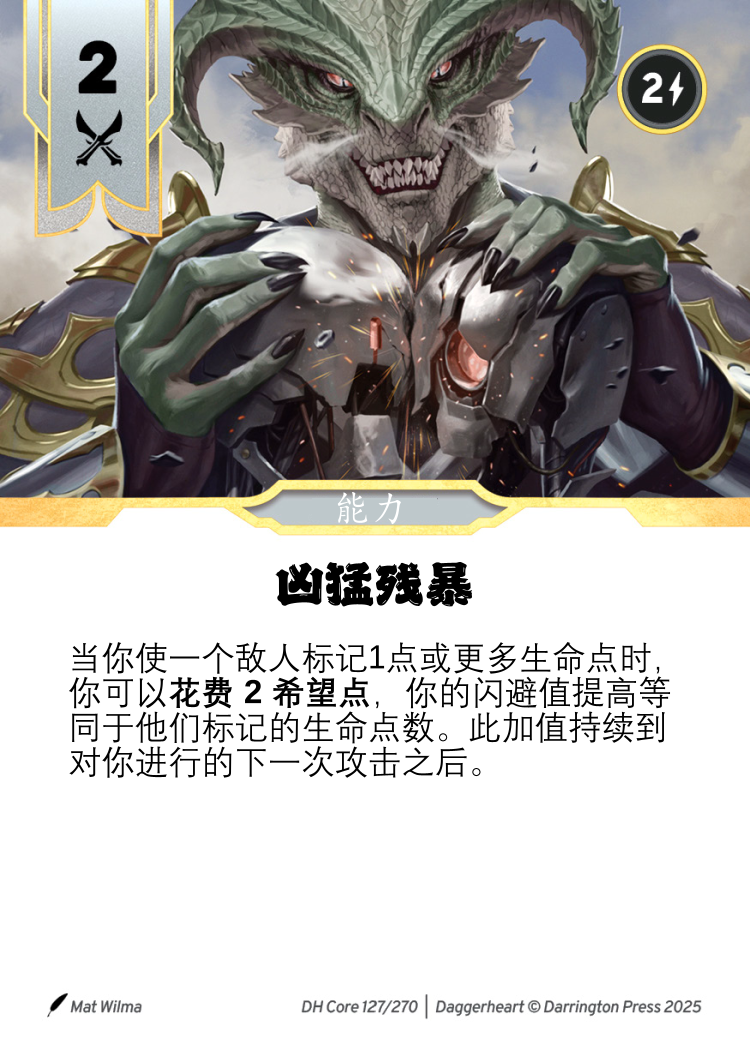 2
2
能力
凶猛残暴
当你使一个敌人标记1点或更多生命点时，
你可以花费 2 希望点，你的闪避值提高等
同于他们标记的生命点数。此加值持续到
对你进行的下一次攻击之后。
Mat Wilma
DH Core 127/270 | Daggerheart © Darrington Press 2025